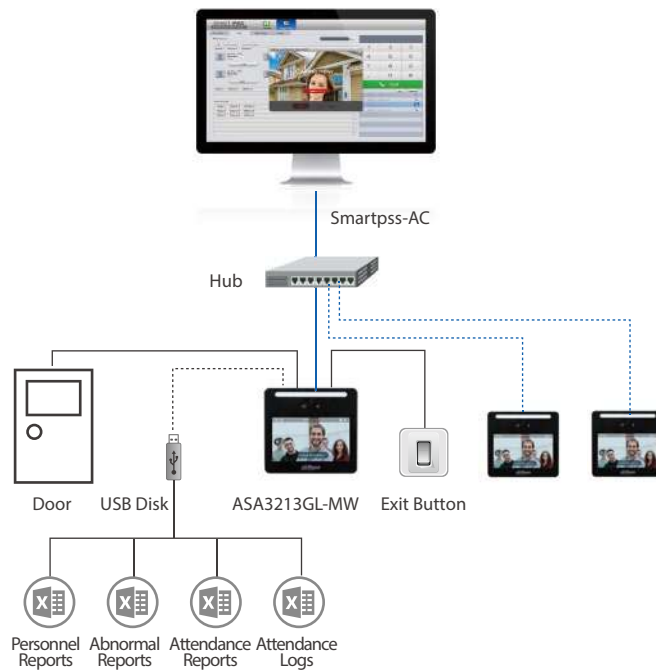 Smartpss-AC
Hub
Door
USB Disk
ASA3213GL-MW
Exit Button
Personnel
Reports
Abnormal
Reports
Attendance
Reports
Attendance
Logs